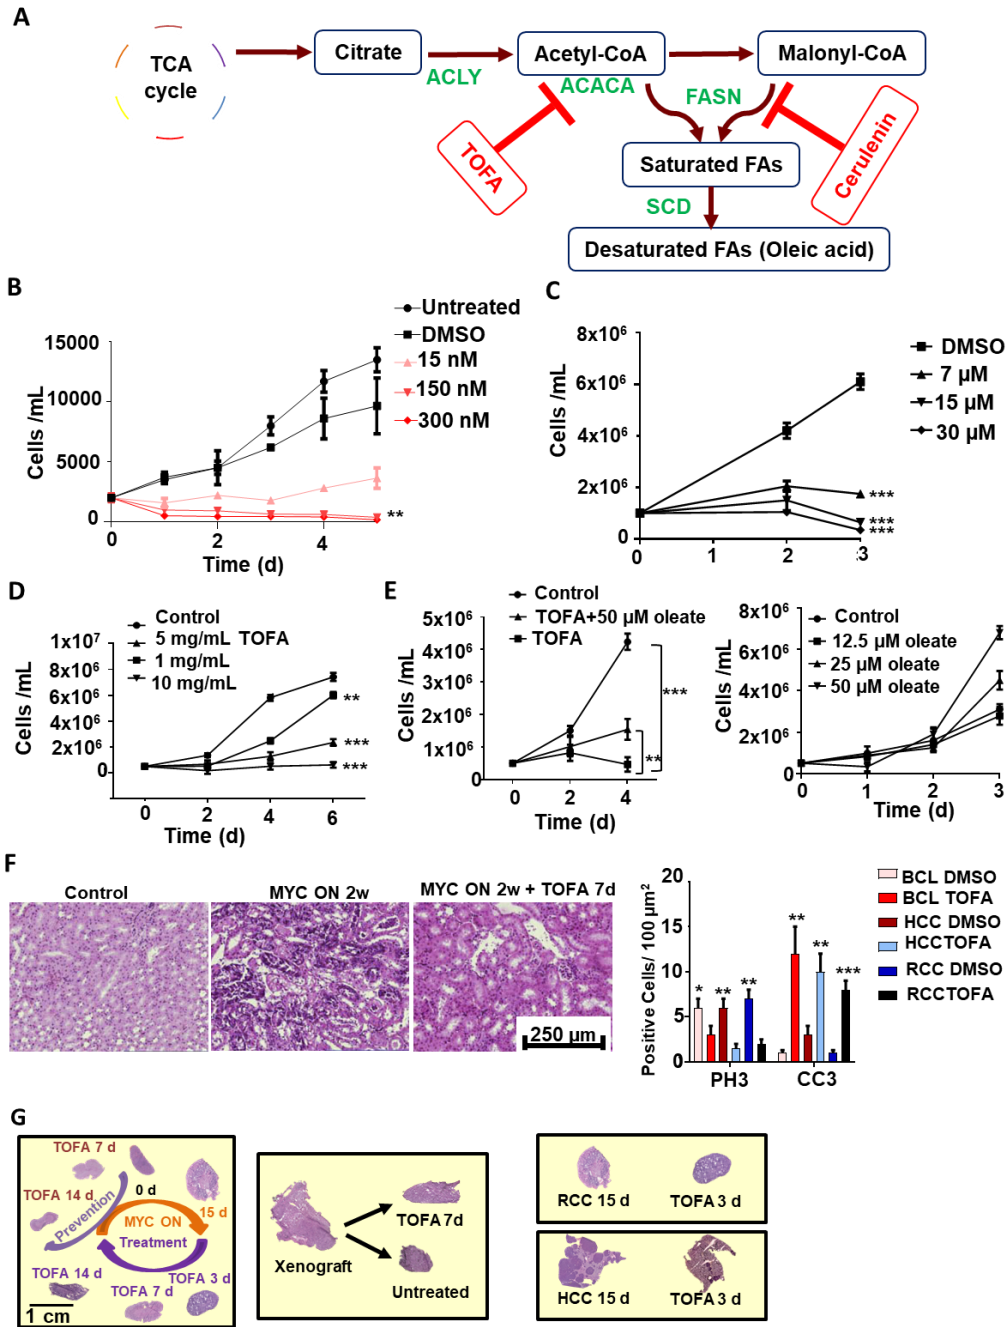 A
TCA
cycle
Citrate
Acetyl-CoA
Malonyl-CoA
ACLY
ACACA
FASN
TOFA
Cerulenin
Saturated FAs
SCD
Desaturated FAs (Oleic acid)
B
Untreated
DMSO
15 nM
150 nM
300 nM
15000
10000
5000
0
Cells /mL
**
0
2
4
Time (d)
C
DMSO
7 µM
15 µM
30 µM
8x10⁶
6x10⁶
4x10⁶
2x10⁶
0
Cells /mL
***
***
***
0
1
2
3
Time (d)
D
Control
5 mg/mL TOFA
1 mg/mL
10 mg/mL
1x10⁷
8x10⁶
6x10⁶
4x10⁶
2x10⁶
0
Cells /mL
**
***
***
0
2
4
6
Time (d)
E
Control
TOFA+50 µM oleate
TOFA
5x10⁶
4x10⁶
3x10⁶
2x10⁶
1x10⁶
0
Cells /mL
***
**
0
2
4
Time (d)
Control
12.5 µM oleate
25 µM oleate
50 µM oleate
8x10⁶
6x10⁶
4x10⁶
2x10⁶
0
Cells /mL
0
1
2
3
Time (d)
F
Control
MYC ON 2w
MYC ON 2w + TOFA 7d
250 µm
20
15
10
5
0
Positive Cells/ 100 µm²
*
**
**
**
**
***
PH3
CC3
BCL DMSO
BCL TOFA
HCC DMSO
HCCTOFA
RCC DMSO
RCCTOFA
G
TOFA 7 d
TOFA 14 d
0 d
15 d
Prevention
MYC ON
Treatment
TOFA 14 d
TOFA 7 d
TOFA 3 d
1 cm
Xenograft
TOFA 7d
Untreated
RCC 15 d
TOFA 3 d
HCC 15 d
TOFA 3 d